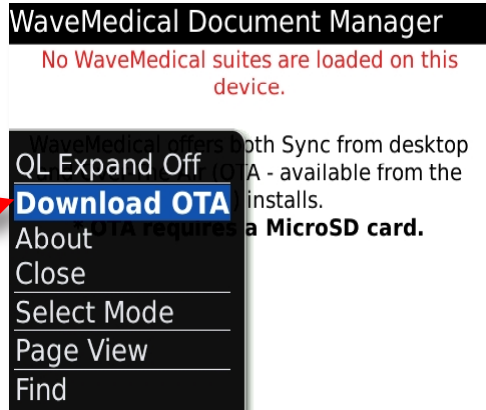 WaveMedical Document Manager
No WaveMedical suites are loaded on this
device.
WaveMedical offers both Sync from desktop
(OTA - available from the
installs.
* OTA requires a MicroSD card.
QL Expand Off
Download OTA
About
Close
Select Mode
Page View
Find